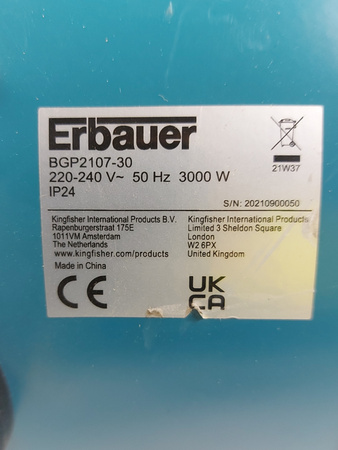 Erbauer
BGP2107-30
220-240 V~ 50 Hz 3000 W
IP24
21W37
S/N: 20210900050
Kingfisher International Products B.V.
Rapenburgerstraat 175E
1011VM Amsterdam
The Netherlands
www.kingfisher.com/products
Kingfisher International Products
Limited 3 Sheldon Square
London
W2 6PX
United Kingdom
Made in China
CE
UK
CA